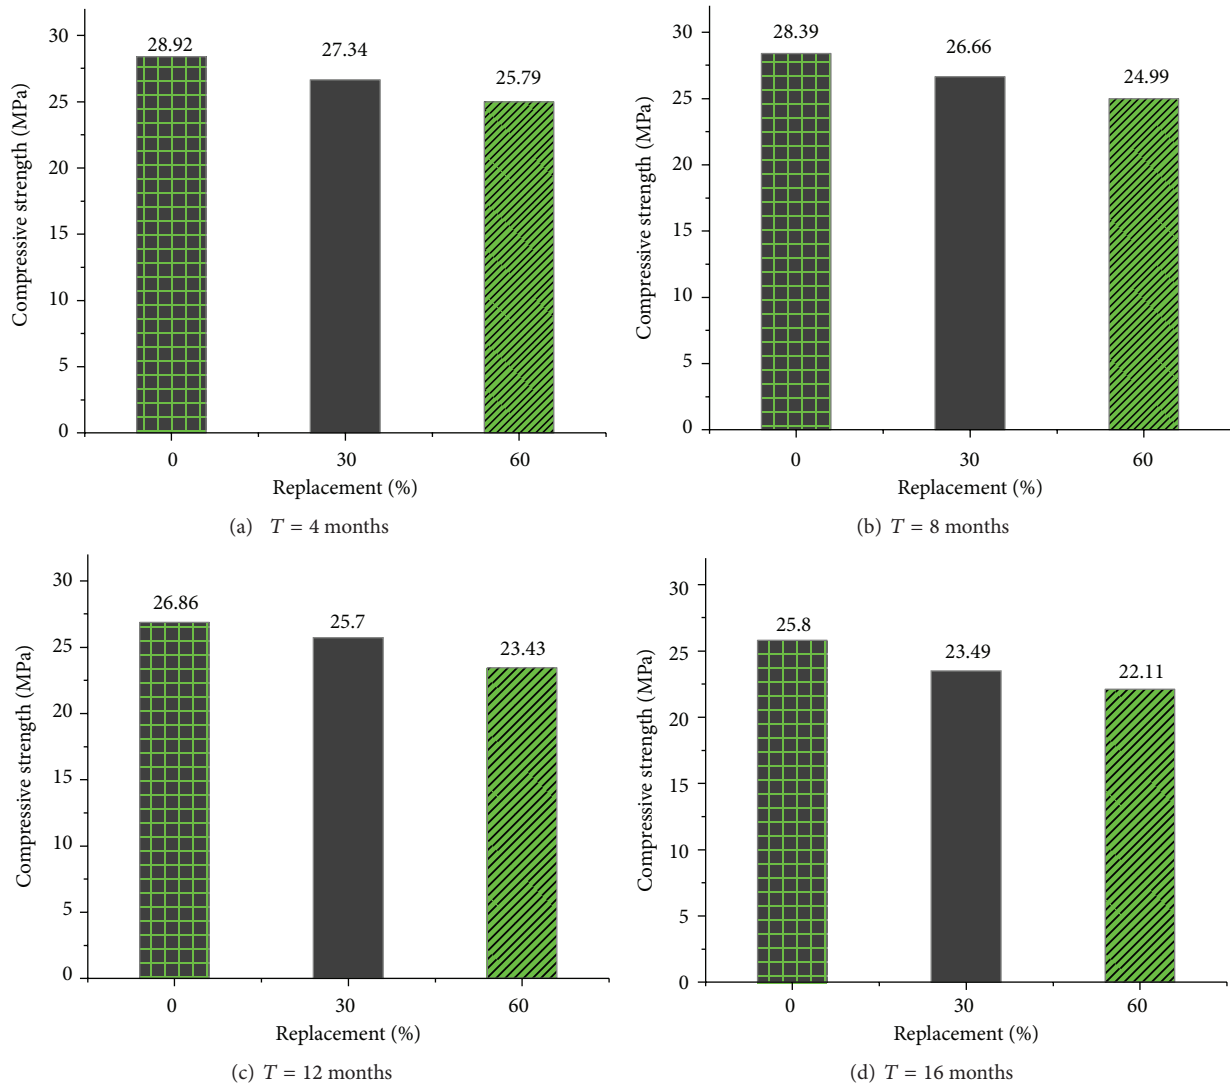 28.92
27.34
25.79
30
25
20
15
10
5
0
Compressive strength (MPa)
0 30 60
Replacement (%)
(a) T = 4 months
28.39
26.66
24.99
30
25
20
15
10
5
0
Compressive strength (MPa)
0 30 60
Replacement (%)
(b) T = 8 months
26.86
25.7
23.43
30
25
20
15
10
5
0
Compressive strength (MPa)
0 30 60
Replacement (%)
(c) T = 12 months
25.8
23.49
22.11
30
25
20
15
10
5
0
Compressive strength (MPa)
0 30 60
Replacement (%)
(d) T = 16 months